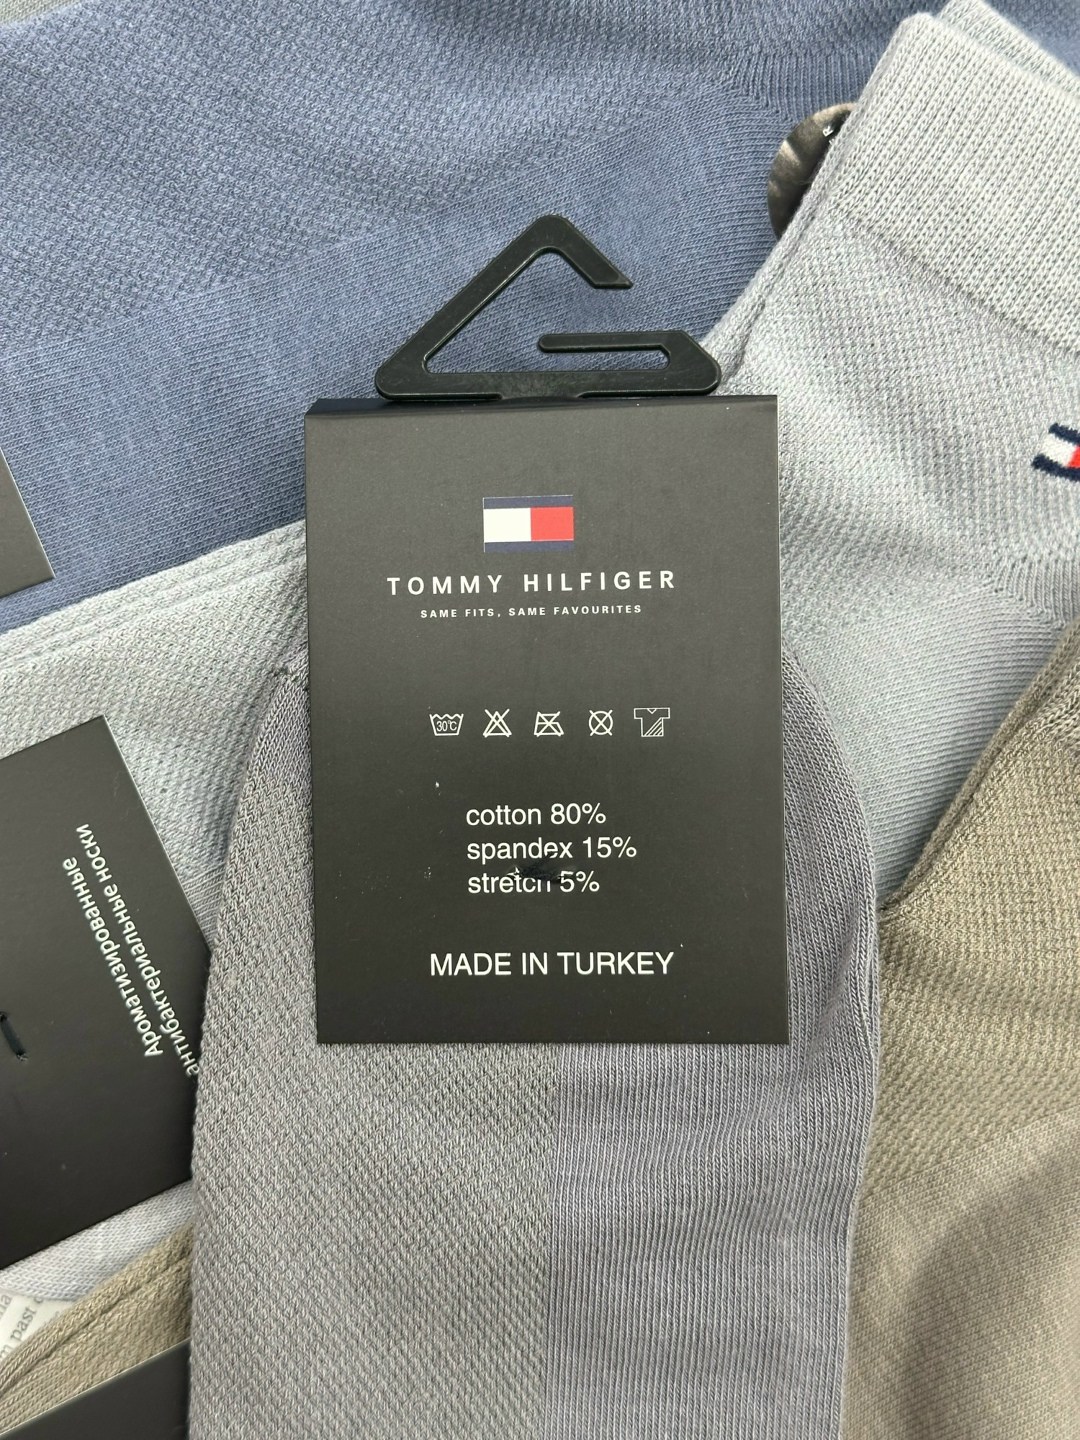 TOMMY HILFIGER
SAME FITS, SAME FAVOURITES
30°C
cotton 80%
spandex 15%
stretch 5%
MADE IN TURKEY
Ароматизированные
антибактериальные носки
past
R